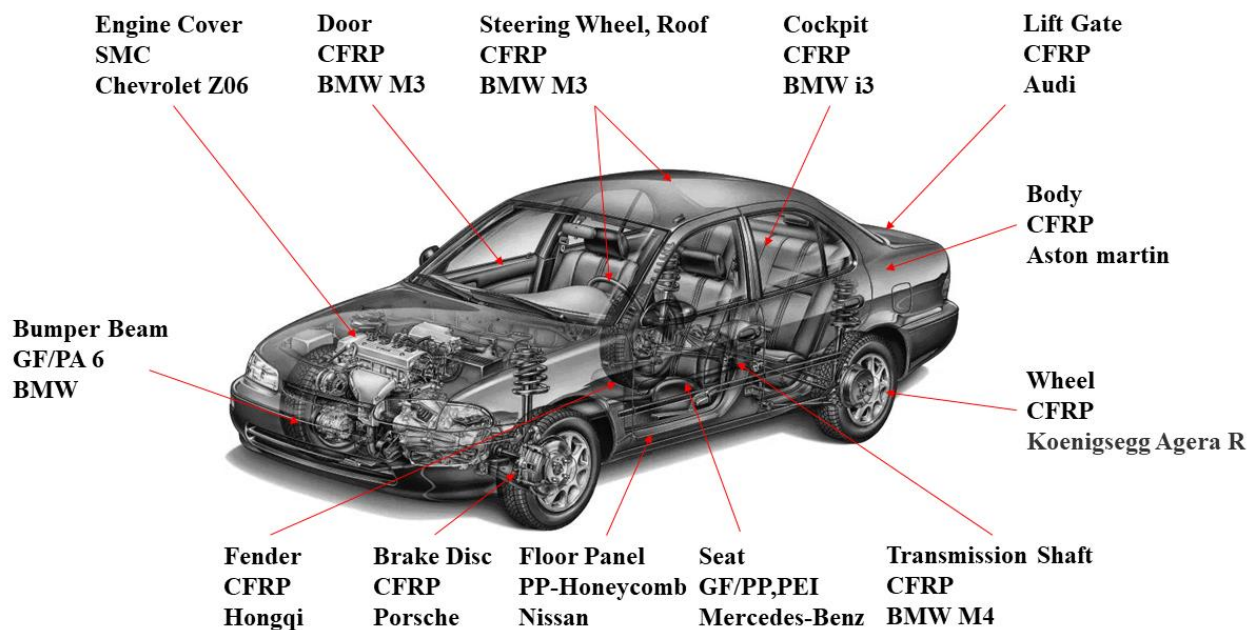 Engine Cover
SMC
Chevrolet Z06
Door
CFRP
BMW M3
Steering Wheel, Roof
CFRP
BMW M3
Cockpit
CFRP
BMW i3
Lift Gate
CFRP
Audi
Body
CFRP
Aston martin
Bumper Beam
GF/PA 6
BMW
Wheel
CFRP
Koenigsegg Agera R
Fender
CFRP
Hongqi
Brake Disc
CFRP
Porsche
Floor Panel
PP-Honeycomb
Nissan
Seat
GF/PP,PEI
Mercedes-Benz
Transmission Shaft
CFRP
BMW M4